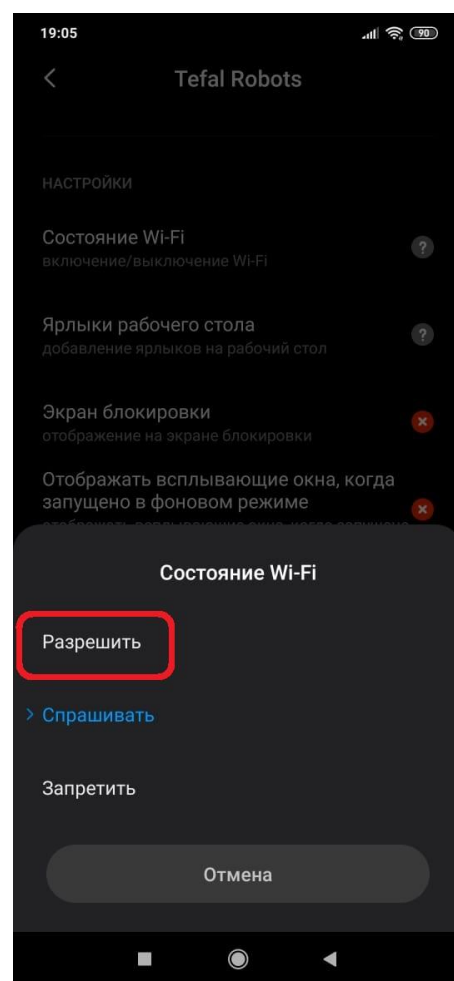 19:05
90
Tefal Robots
НАСТРОЙКИ
Состояние Wi-Fi
включение/выключение Wi-Fi
Ярлыки рабочего стола
добавление ярлыков на рабочий стол
Экран блокировки
отображение на экране блокировки
Отображать всплывающие окна, когда
запущено в фоновом режиме
Состояние Wi-Fi
Разрешить
Спрашивать
Запретить
Отмена